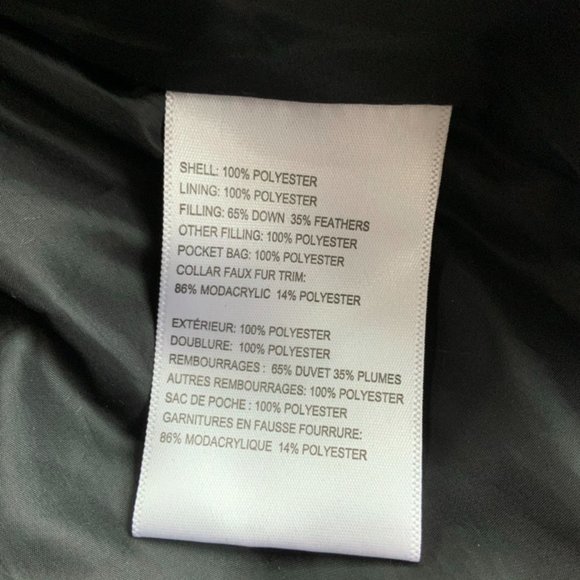 SHELL: 100% POLYESTER
LINING: 100% POLYESTER
FILLING: 65% DOWN 35% FEATHERS
OTHER FILLING: 100% POLYESTER
POCKET BAG: 100% POLYESTER
COLLAR FAUX FUR TRIM:
86% MODACRYLIC 14% POLYESTER
EXTÉRIEUR: 100% POLYESTER
DOUBLURE: 100% POLYESTER
REMBOURRAGES : 65% DUVET 35% PLUMES
AUTRES REMBOURRAGES: 100% POLYESTER
SAC DE POCHE : 100% POLYESTER
GARNITURES EN FAUSSE FOURRURE:
86% MODACRYLIQUE 14% POLYESTER